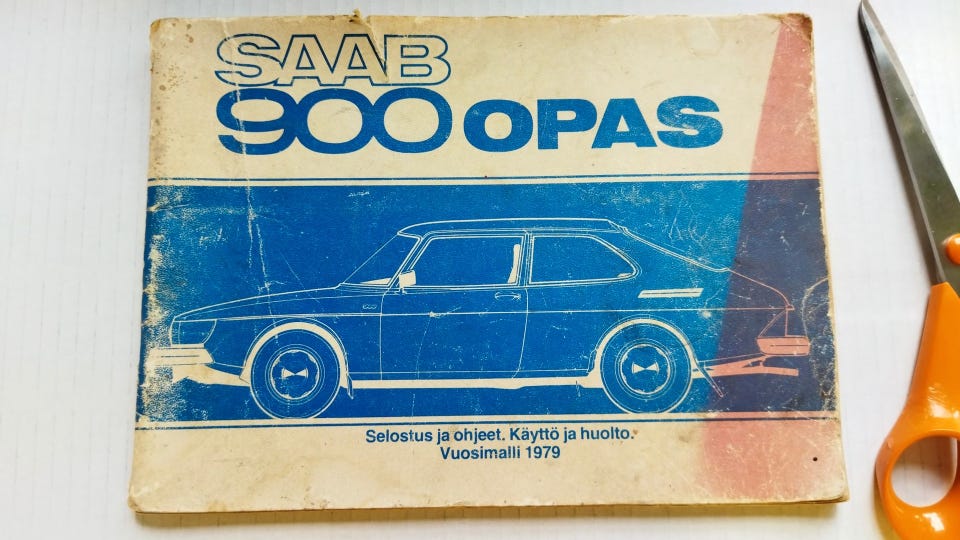 SAAB
900 OPAS
Selostus ja ohjeet. Käyttö ja huolto.
Vuosimalli 1979